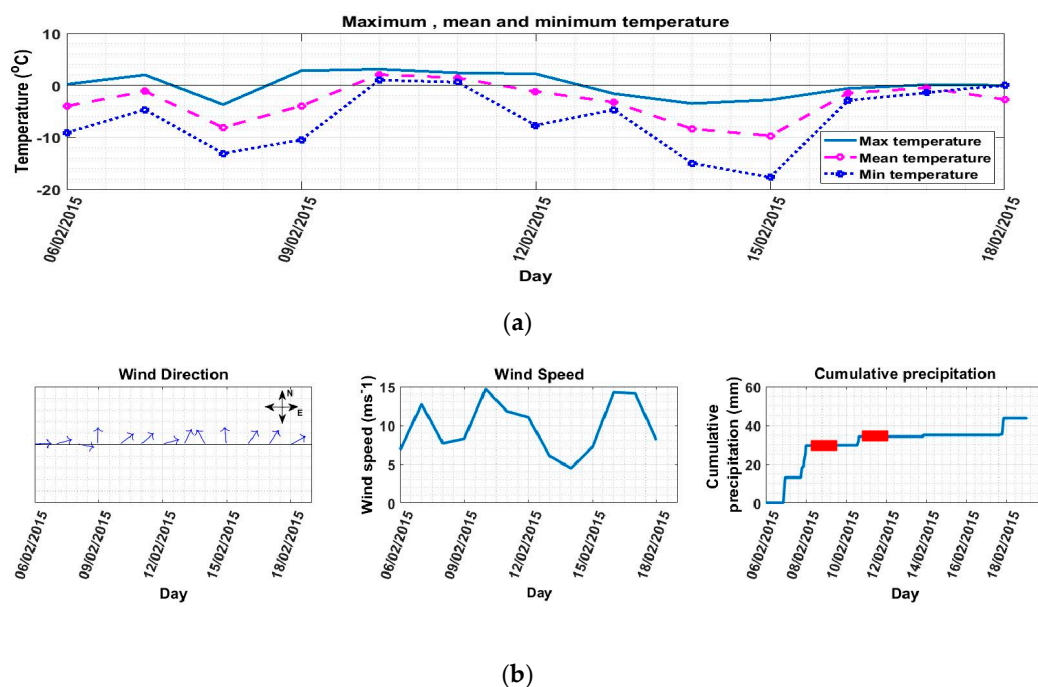 Maximum , mean and minimum temperature
Temperature (°C)
10
0
-10
-20
Max temperature
Mean temperature
Min temperature
06/02/2015
09/02/2015
12/02/2015
15/02/2015
18/02/2015
Day
(a)
Wind Direction
N
E
06/02/2015
09/02/2015
12/02/2015
15/02/2015
18/02/2015
Day
Wind Speed
Wind speed (ms⁻¹)
15
10
5
0
06/02/2015
09/02/2015
12/02/2015
15/02/2015
18/02/2015
Day
Cumulative precipitation
Cumulative
precipitation (mm)
60
40
20
0
06/02/2015
08/02/2015
10/02/2015
12/02/2015
14/02/2015
16/02/2015
18/02/2015
Day
(b)